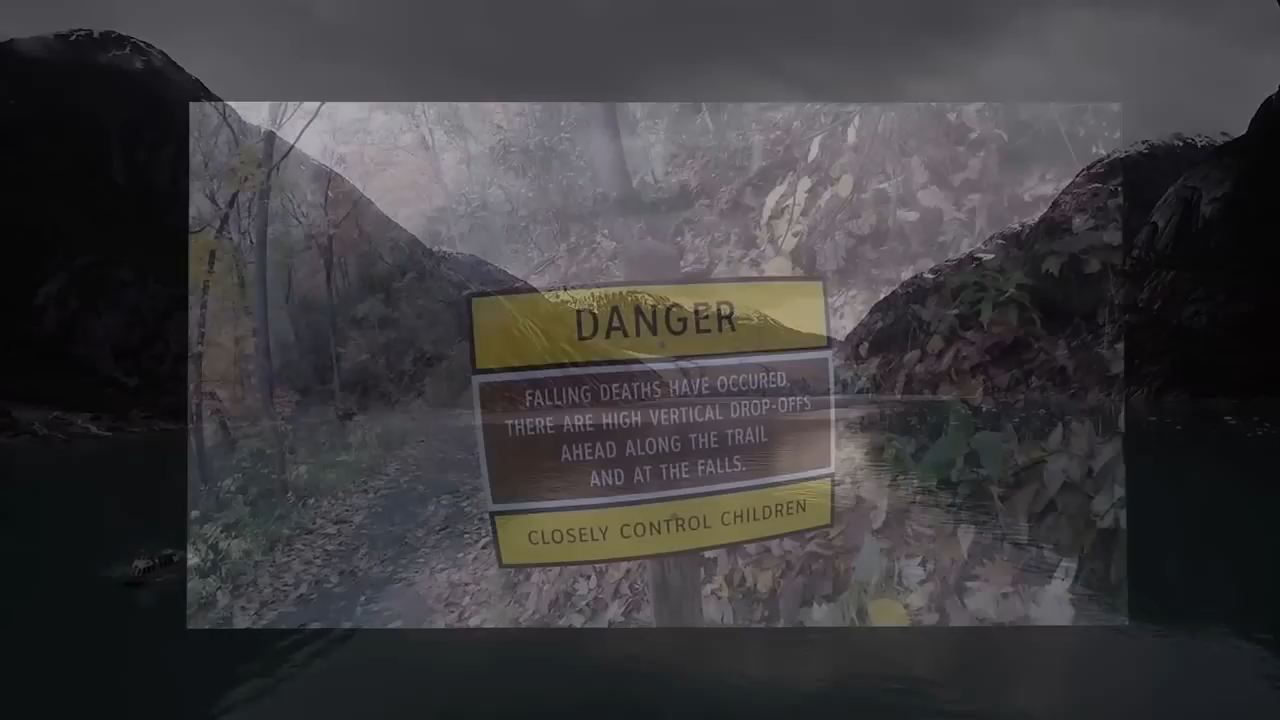 DANGER
FALLING DEATHS HAVE OCCURED.
THERE ARE HIGH VERTICAL DROP-OFFS
AHEAD ALONG THE TRAIL
AND AT THE FALLS.
CLOSELY CONTROL CHILDREN